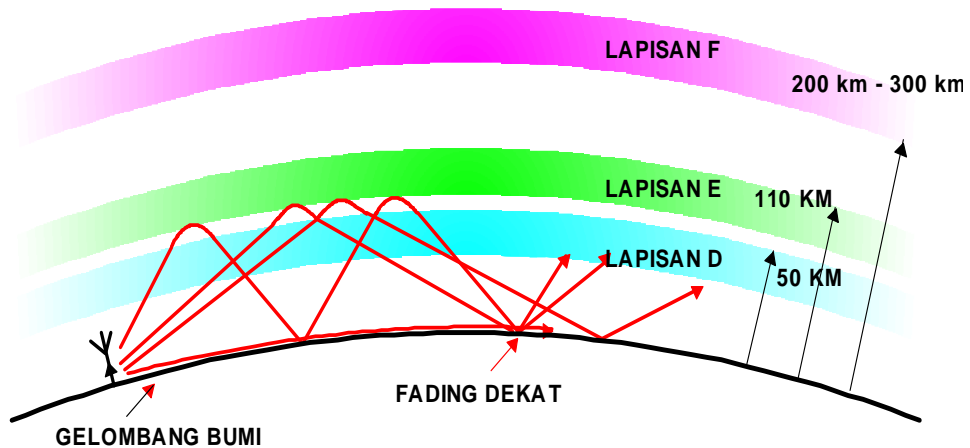 LAPISAN F
200 km - 300 km
LAPISAN E
110 KM
LAPISAN D
50 KM
FADING DEKAT
GELOMBANG BUMI